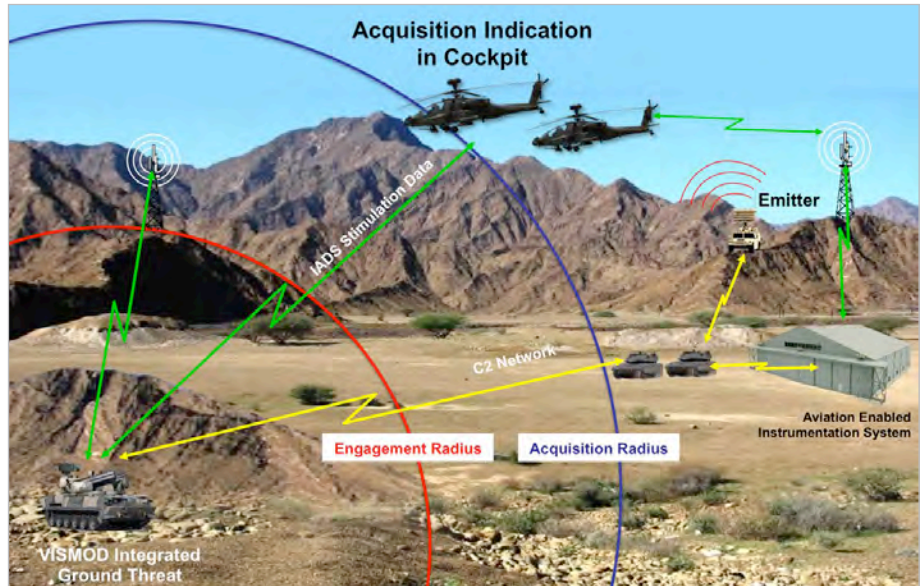 Acquisition Indication
in Cockpit
Emitter
IADS Stimulation Data
C2 Network
Engagement Radius
Acquisition Radius
Aviation Enabled
Instrumentation System
VISMOD Integrated
Ground Threat